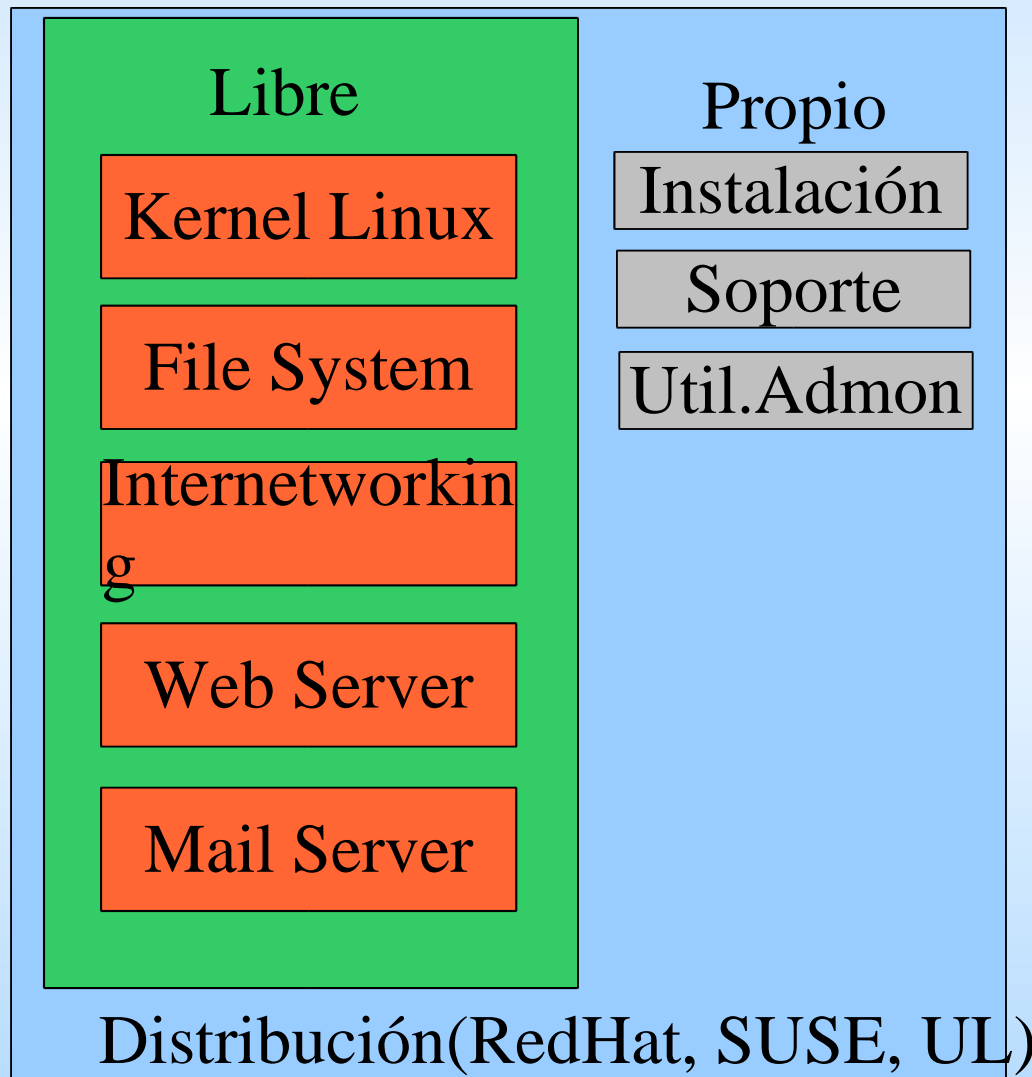 Libre
Kernel Linux
File System
Internetworkin
g
Web Server
Mail Server
Propio
Instalación
Soporte
Util.Admon
Distribución(RedHat, SUSE, UL)